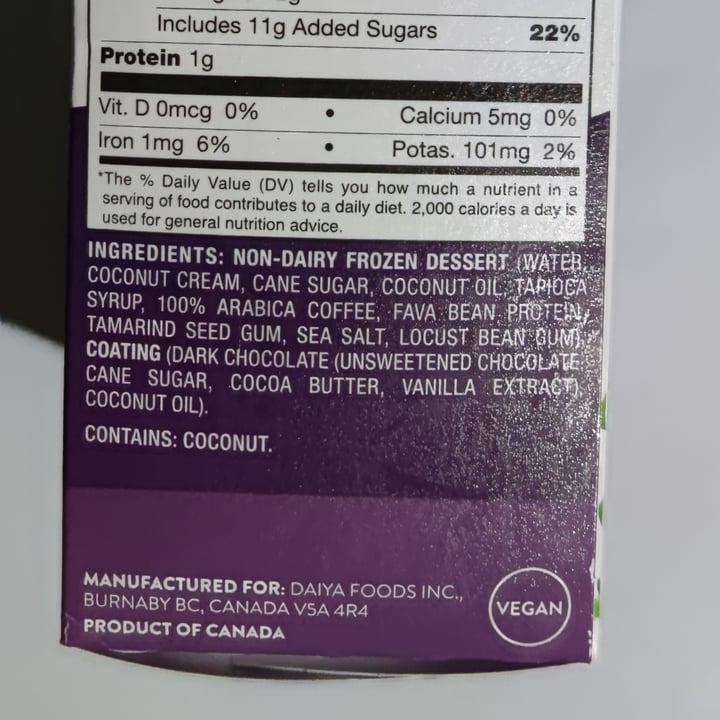 Includes 11g Added Sugars 22%
Protein 1g
Vit. D 0mcg 0% • Calcium 5mg 0%
Iron 1mg 6% • Potas. 101mg 2%
*The % Daily Value (DV) tells you how much a nutrient in a
serving of food contributes to a daily diet. 2,000 calories a day is
used for general nutrition advice.
INGREDIENTS: NON-DAIRY FROZEN DESSERT (WATER,
COCONUT CREAM, CANE SUGAR, COCONUT OIL, TAPIOCA
SYRUP, 100% ARABICA COFFEE, FAVA BEAN PROTEIN,
TAMARIND SEED GUM, SEA SALT, LOCUST BEAN GUM),
COATING (DARK CHOCOLATE (UNSWEETENED CHOCOLATE,
CANE SUGAR, COCOA BUTTER, VANILLA EXTRACT),
COCONUT OIL).
CONTAINS: COCONUT.
MANUFACTURED FOR: DAIYA FOODS INC.,
BURNABY BC, CANADA V5A 4R4
PRODUCT OF CANADA
VEGAN